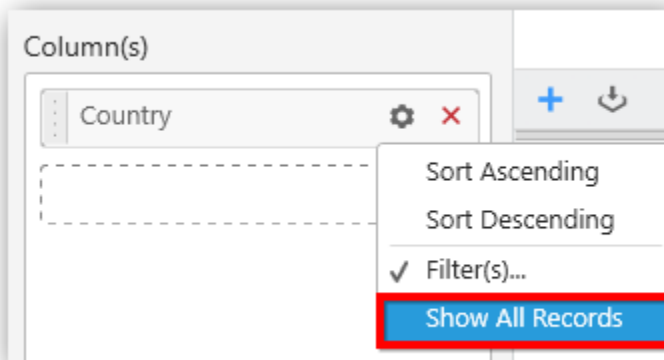 Column(s)
Country
Sort Ascending
Sort Descending
Filter(s)...
Show All Records